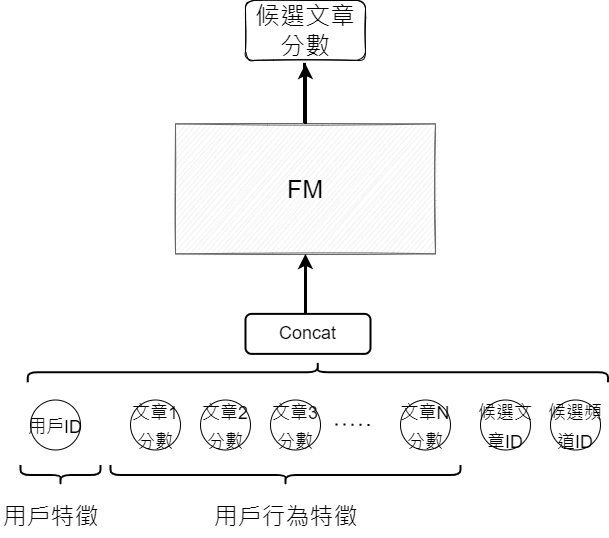 候選文章
分數
FM
Concat
用戶ID
文章1
分數
文章2
分數
文章3
分數
.....
文章N
分數
候選文
章ID
候選頻
道ID
用戶特徵
用戶行為特徵